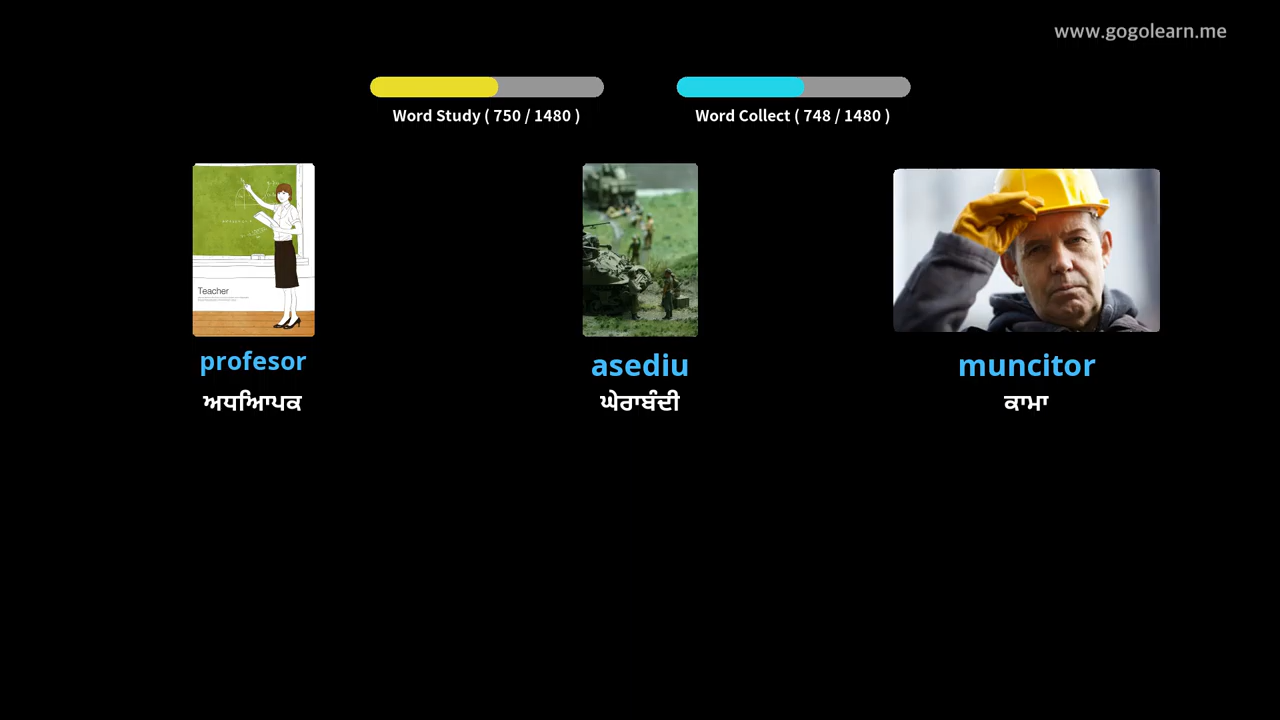 www.gogolearn.me
Word Study ( 750 / 1480 )
Word Collect ( 748 / 1480 )
Teacher
profesor
asediu
muncitor
ਅਧਿਆਪਕ
ਘੇਰਾਬੰਦੀ
ਕਾਮਾ